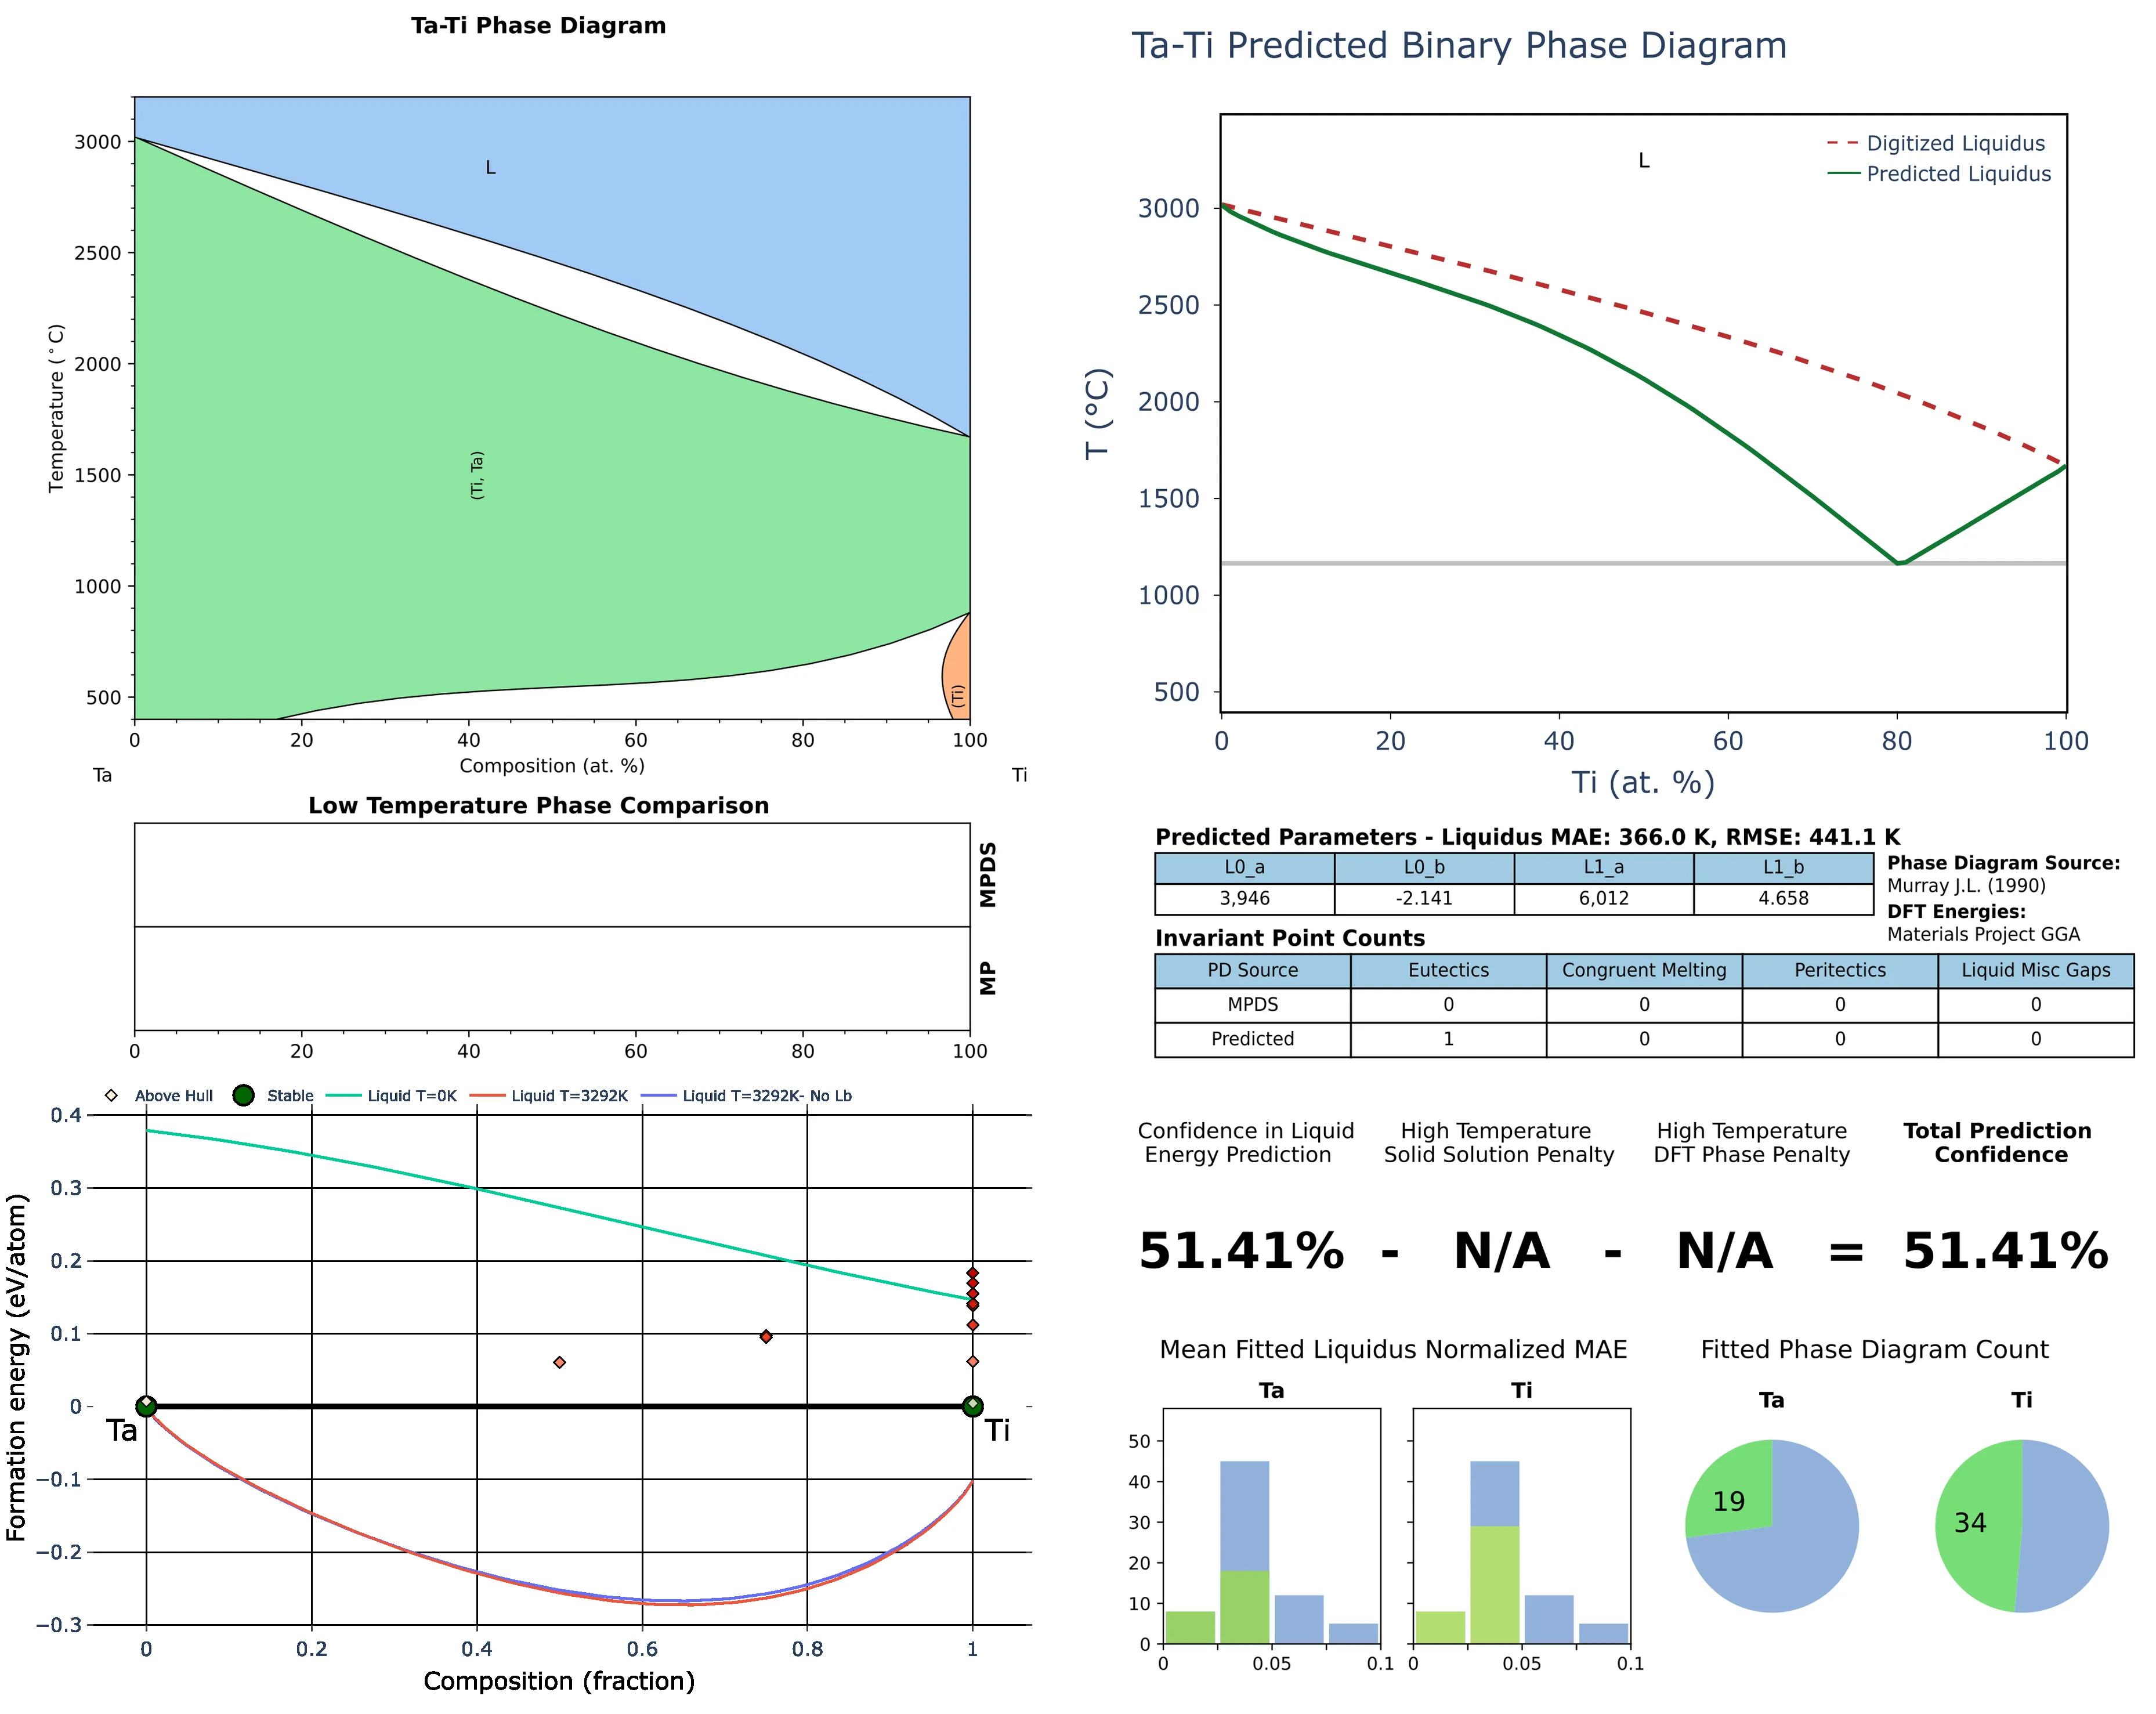 Ta-Ti Phase Diagram
3000
2500
2000
1500
1000
500
Temperature (°C)
L
(Ti, Ta)
(Ti)
0 20 40 60 80 100
Composition (at. %)
Ta Ti
Low Temperature Phase Comparison
MPDS
MP
0 20 40 60 80 100
Above Hull Stable Liquid T=0K Liquid T=3292K Liquid T=3292K- No Lb
0.4
0.3
0.2
0.1
0
−0.1
−0.2
−0.3
Formation energy (eV/atom)
Ta Ti
0 0.2 0.4 0.6 0.8 1
Composition (fraction)
Ta-Ti Predicted Binary Phase Diagram
L
Digitized Liquidus
Predicted Liquidus
3000
2500
2000
1500
1000
500
T (°C)
0 20 40 60 80 100
Ti (at. %)
Predicted Parameters - Liquidus MAE: 366.0 K, RMSE: 441.1 K
L0_a L0_b L1_a L1_b
3,946 -2.141 6,012 4.658
Phase Diagram Source:
Murray J.L. (1990)
DFT Energies:
Materials Project GGA
Invariant Point Counts
PD Source Eutectics Congruent Melting Peritectics Liquid Misc Gaps
MPDS 0 0 0 0
Predicted 1 0 0 0
Confidence in Liquid
Energy Prediction
High Temperature
Solid Solution Penalty
High Temperature
DFT Phase Penalty
Total Prediction
Confidence
51.41% - N/A - N/A = 51.41%
Mean Fitted Liquidus Normalized MAE
Ta Ti
50
40
30
20
10
0
0 0.05 0.1
0 0.05 0.1
Fitted Phase Diagram Count
Ta Ti
19
34